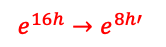 e^{16h} → e^{8h′}